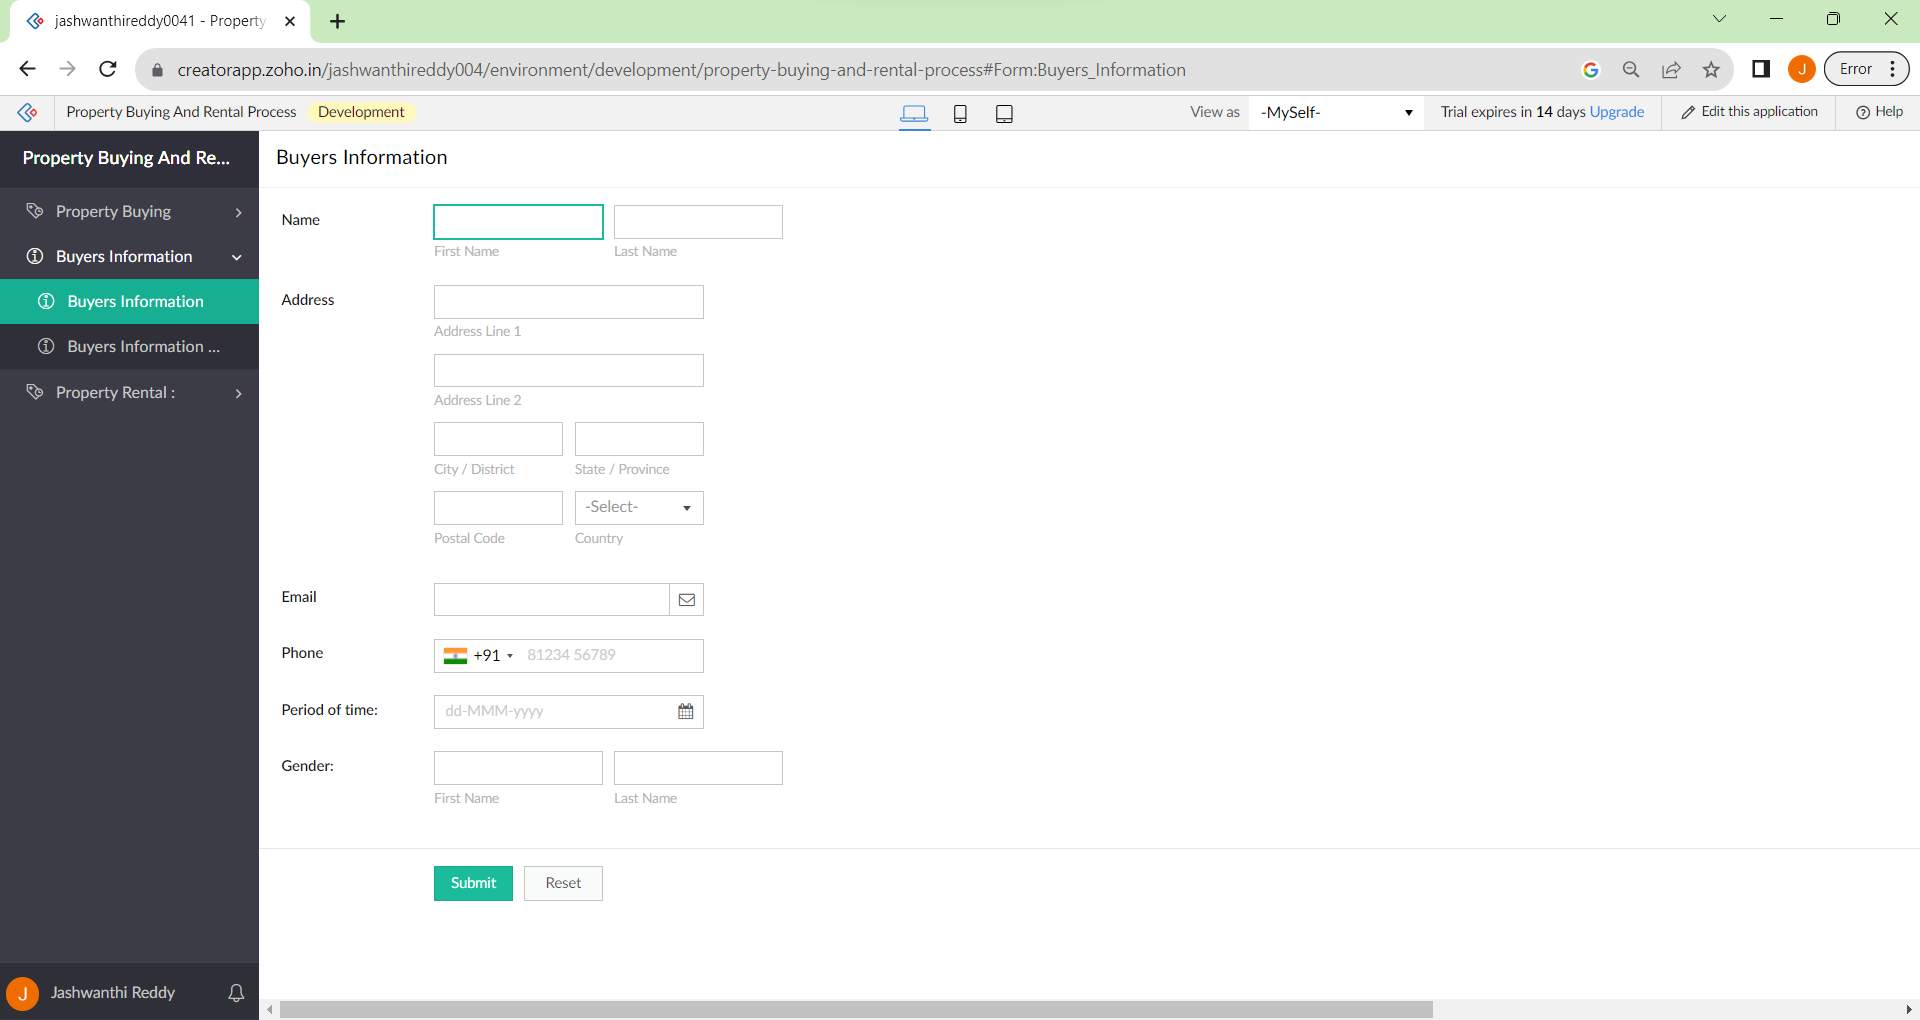 jashwanthireddy0041 - Property
creatorapp.zoho.in/jashwanthireddy004/environment/development/property-buying-and-rental-process#Form:Buyers_Information
J
Error
Property Buying And Rental Process
Development
View as
-MySelf-
Trial expires in 14 days Upgrade
Edit this application
Help
Property Buying And Re...
Property Buying
Buyers Information
Buyers Information
Buyers Information ...
Property Rental :
Buyers Information
Name
First Name
Last Name
Address
Address Line 1
Address Line 2
City / District
State / Province
-Select-
Postal Code
Country
Email
Phone
+91
81234 56789
Period of time:
dd-MMM-yyyy
Gender:
First Name
Last Name
Submit
Reset
J
Jashwanthi Reddy